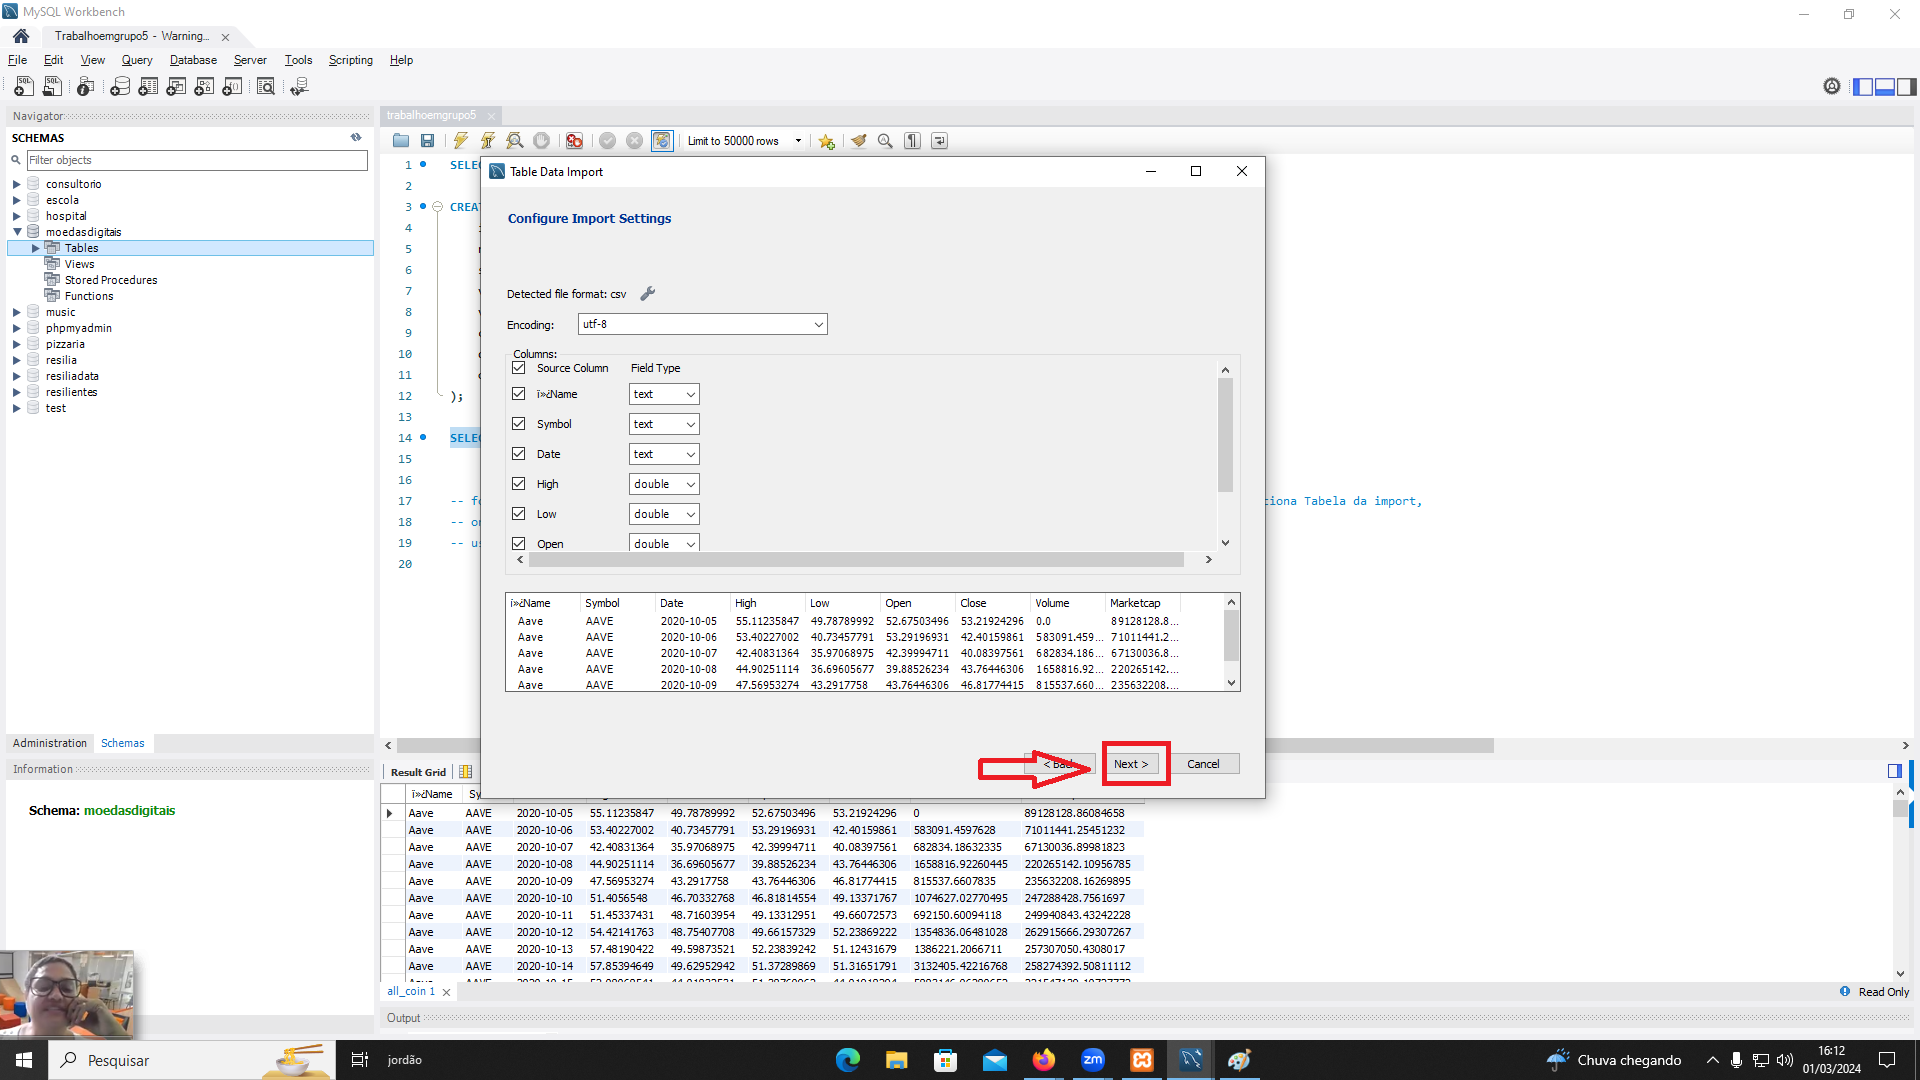 MySQL Workbench
Trabalhoemgrupo5 - Warning...
File Edit View Query Database Server Tools Scripting Help
Navigator
SCHEMAS
Filter objects
consultorio
escola
hospital
moedasdigitais
Tables
Views
Stored Procedures
Functions
music
phpmyadmin
pizzaria
resilia
resiliadata
resilientes
test
Administration Schemas
Information
Schema: moedasdigitais
trabalhoemgrupo5
Limit to 50000 rows
1
2
3
4
5
6
7
8
9
10
11
12 );
13
14
15
16
17 -- ciona Tabela da import,
18 --
19 --
20
Table Data Import
Configure Import Settings
Detected file format: csv
Encoding: utf-8
Columns:
Source Column Field Type
ï»¿Name text
Symbol text
Date text
High double
Low double
Open double
ï»¿Name Symbol Date High Low Open Close Volume Marketcap
Aave AAVE 2020-10-05 55.11235847 49.78789992 52.67503496 53.21924296 0.0 89128128.8...
Aave AAVE 2020-10-06 53.40227002 40.73457791 53.29196931 42.40159861 583091.459... 71011441.2...
Aave AAVE 2020-10-07 42.40831364 35.97068975 42.39994711 40.08397561 682834.186... 67130036.8...
Aave AAVE 2020-10-08 44.90251114 36.69605677 39.88526234 43.76446306 1658816.92... 220265142....
Aave AAVE 2020-10-09 47.56953274 43.2917758 43.76446306 46.81774415 815537.660... 235632208....
Next > Cancel
Result Grid
ï»¿Name
Aave AAVE 2020-10-05 55.11235847 49.78789992 52.67503496 53.21924296 0 89128128.86084658
Aave AAVE 2020-10-06 53.40227002 40.73457791 53.29196931 42.40159861 583091.4597628 71011441.25451232
Aave AAVE 2020-10-07 42.40831364 35.97068975 42.39994711 40.08397561 682834.18632335 67130036.89981823
Aave AAVE 2020-10-08 44.90251114 36.69605677 39.88526234 43.76446306 1658816.92260445 220265142.10956785
Aave AAVE 2020-10-09 47.56953274 43.2917758 43.76446306 46.81774415 815537.6607835 235632208.16269895
Aave AAVE 2020-10-10 51.4056548 46.70332768 46.81814554 49.13371767 1074627.02770495 247288428.7561697
Aave AAVE 2020-10-11 51.45337431 48.71603954 49.13312951 49.66072573 692150.60094118 249940843.43242228
Aave AAVE 2020-10-12 54.42141763 48.75407708 49.66157329 52.23869222 1354836.06481028 262915666.29307267
Aave AAVE 2020-10-13 57.48190422 49.59873521 52.23839242 51.12431679 1386221.2066711 257307050.4308017
Aave AAVE 2020-10-14 57.85394649 49.62952942 51.37289869 51.31651791 3132405.42216768 258274392.50811112
all_coin 1
Read Only
Output
Pesquisar
jordão
zm
Chuva chegando
16:12
01/03/2024